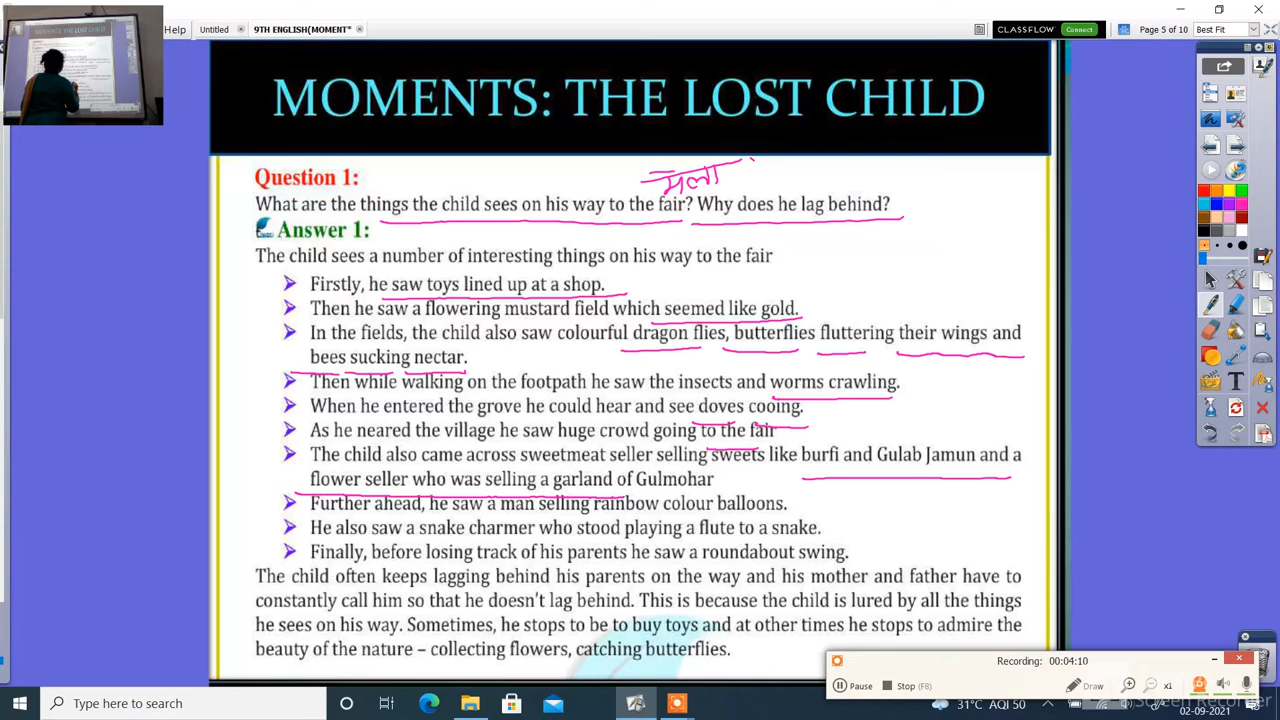 Help
Untitled
9TH ENGLISH(MOMENT*
CLASSFLOW Connect
Page 5 of 10
Best Fit
MOMENTS: THE LOST CHILD
Question 1:
मेला
What are the things the child sees on his way to the fair? Why does he lag behind?
Answer 1:
The child sees a number of interesting things on his way to the fair
Firstly, he saw toys lined up at a shop.
Then he saw a flowering mustard field which seemed like gold.
In the fields, the child also saw colourful dragon flies, butterflies fluttering their wings and
bees sucking nectar.
Then while walking on the footpath he saw the insects and worms crawling.
When he entered the grove he could hear and see doves cooing.
As he neared the village he saw huge crowd going to the fair
The child also came across sweetmeat seller selling sweets like burfi and Gulab Jamun and a
flower seller who was selling a garland of Gulmohar
Further ahead, he saw a man selling rainbow colour balloons.
He also saw a snake charmer who stood playing a flute to a snake.
Finally, before losing track of his parents he saw a roundabout swing.
The child often keeps lagging behind his parents on the way and his mother and father have to
constantly call him so that he doesn't lag behind. This is because the child is lured by all the things
he sees on his way. Sometimes, he stops to be to buy toys and at other times he stops to admire the
beauty of the nature – collecting flowers, catching butterflies.
Recording: 00:04:10
Pause
Stop (F8)
Draw
x1
Type here to search
31°C AQI 50
02-09-2021